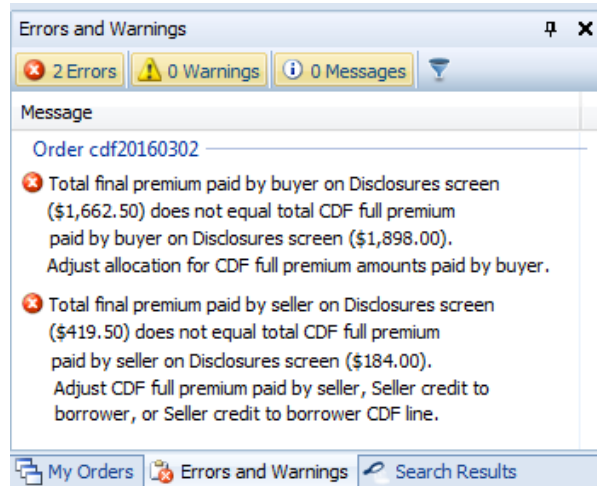 Errors and Warnings
2 Errors 0 Warnings 0 Messages
Message
Order cdf20160302
Total final premium paid by buyer on Disclosures screen
($1,662.50) does not equal total CDF full premium
paid by buyer on Disclosures screen ($1,898.00).
Adjust allocation for CDF full premium amounts paid by buyer.
Total final premium paid by seller on Disclosures screen
($419.50) does not equal total CDF full premium
paid by seller on Disclosures screen ($184.00).
Adjust CDF full premium paid by seller, Seller credit to
borrower, or Seller credit to borrower CDF line.
My Orders Errors and Warnings Search Results